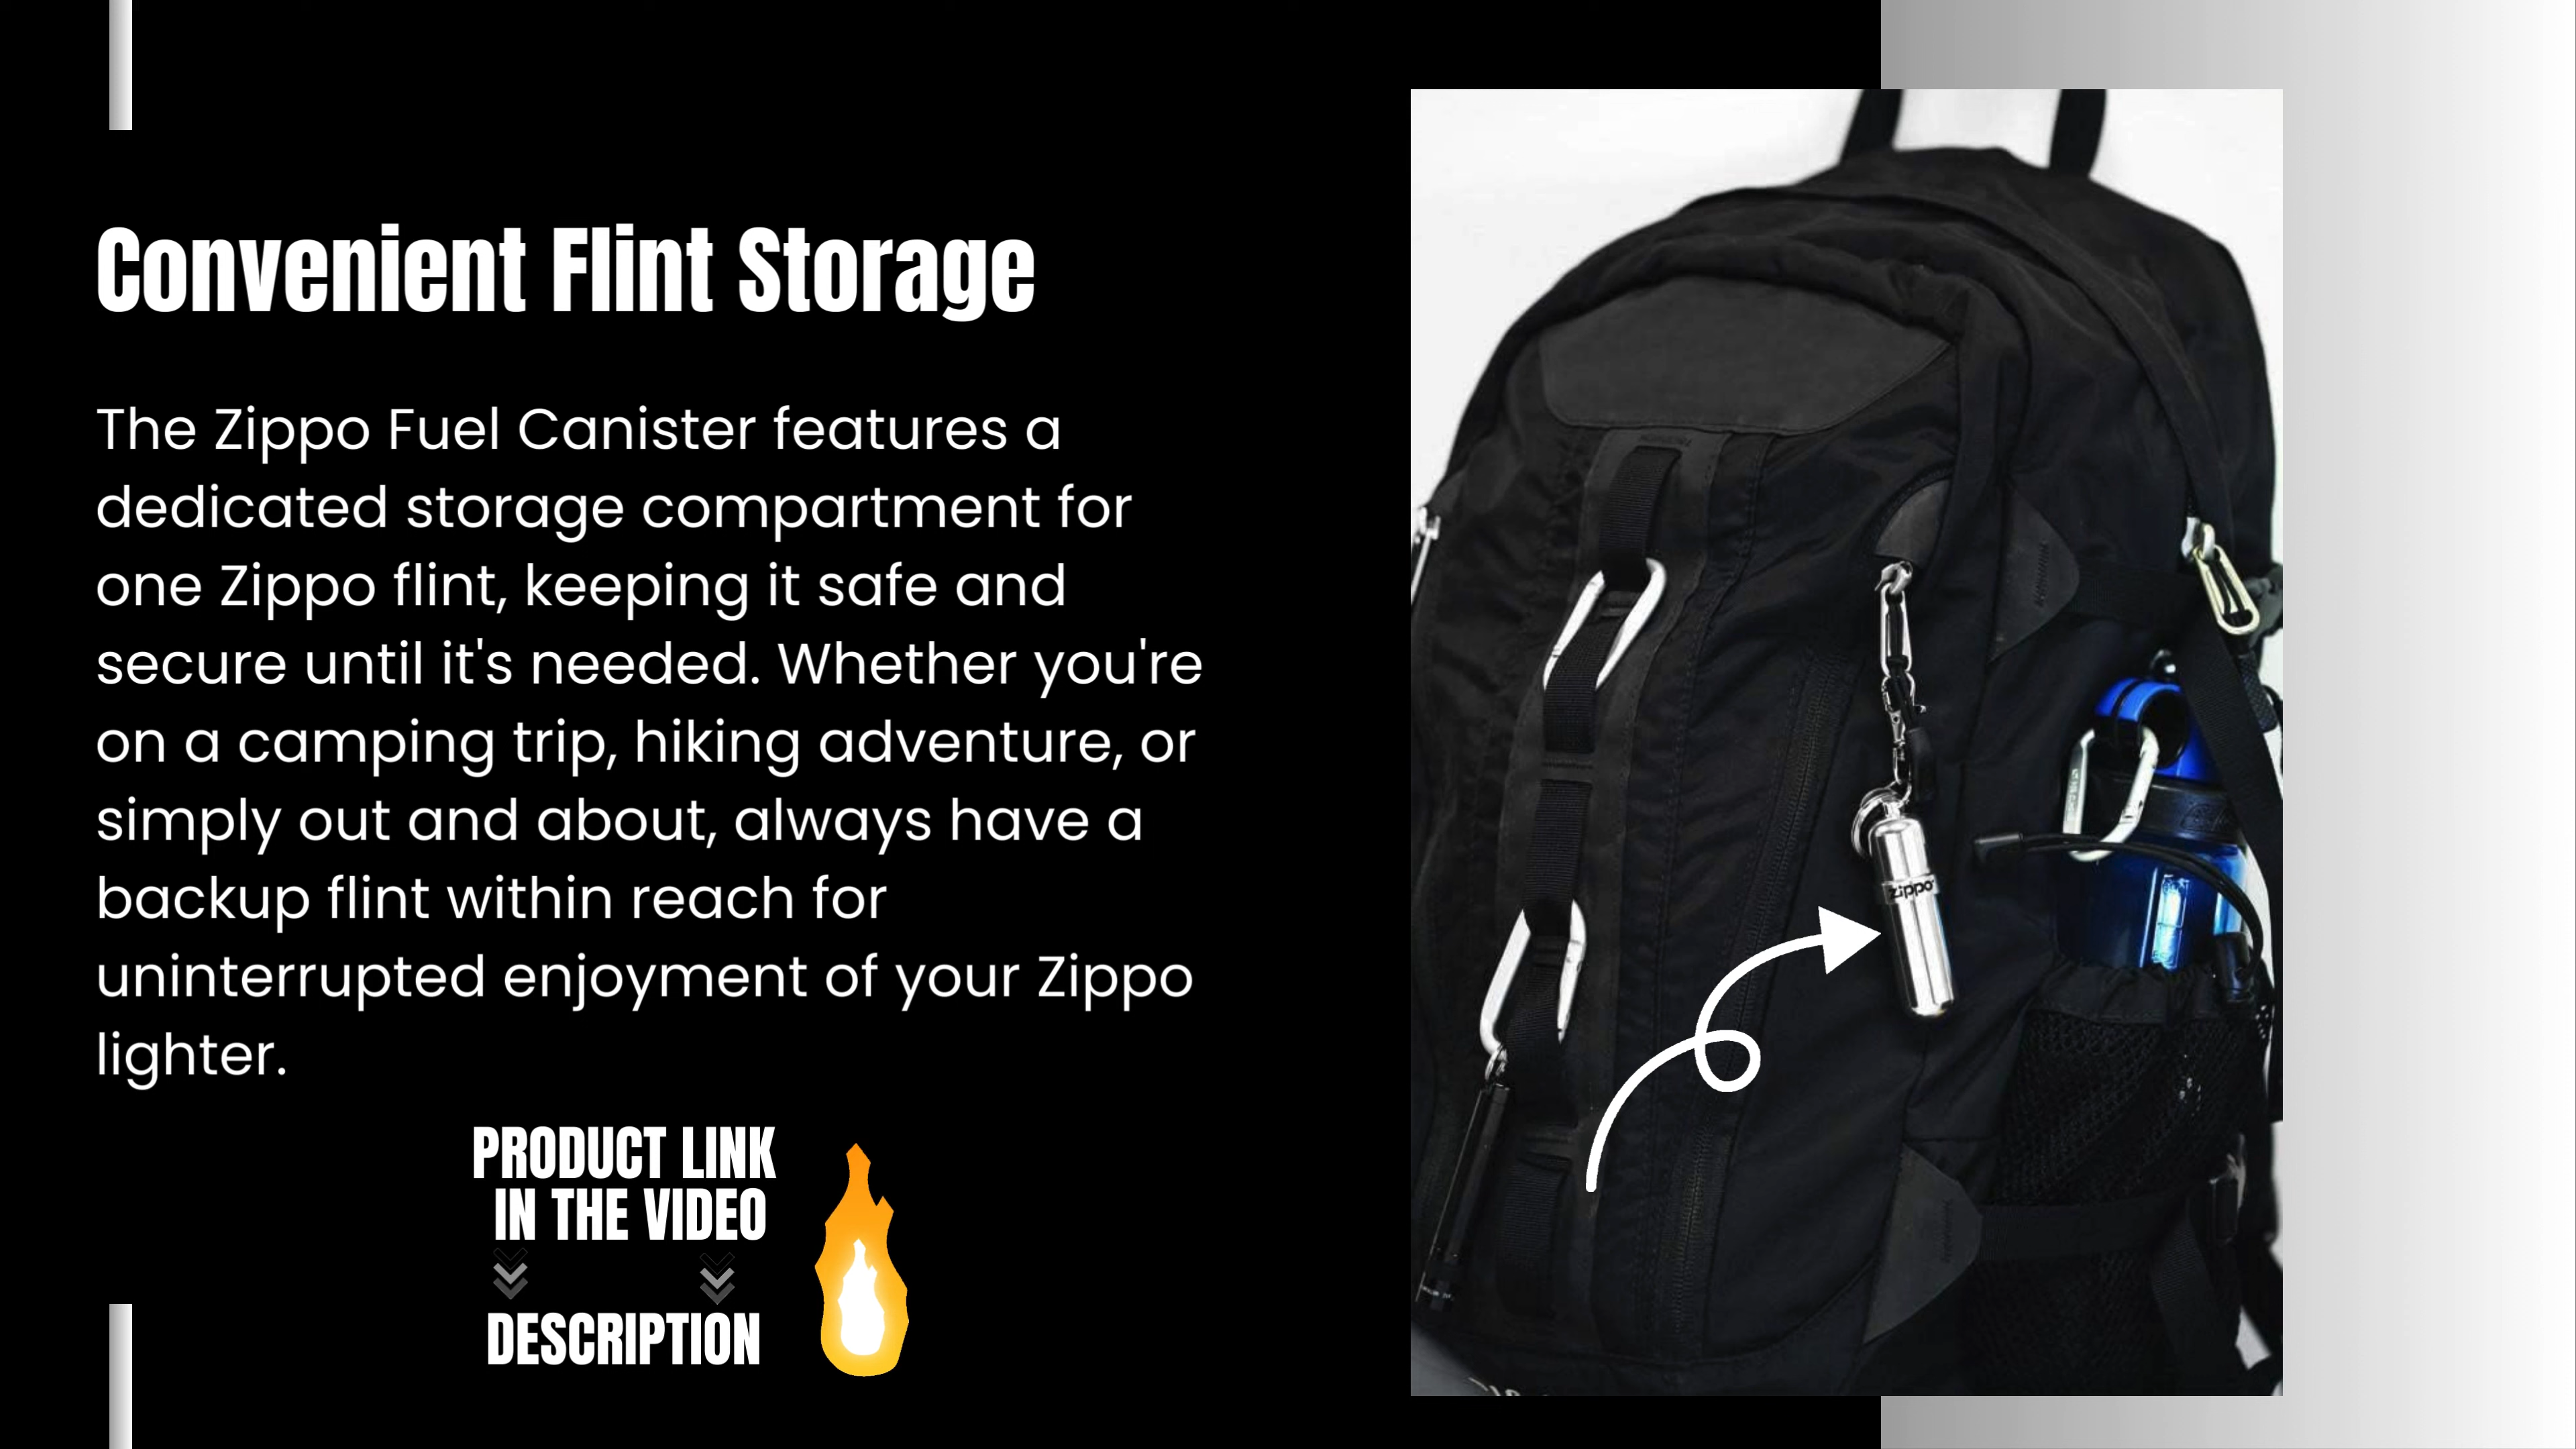 Convenient Flint Storage
The Zippo Fuel Canister features a
dedicated storage compartment for
one Zippo flint, keeping it safe and
secure until it's needed. Whether you're
on a camping trip, hiking adventure, or
simply out and about, always have a
backup flint within reach for
uninterrupted enjoyment of your Zippo
lighter.
PRODUCT LINK
IN THE VIDEO
DESCRIPTION
zippo